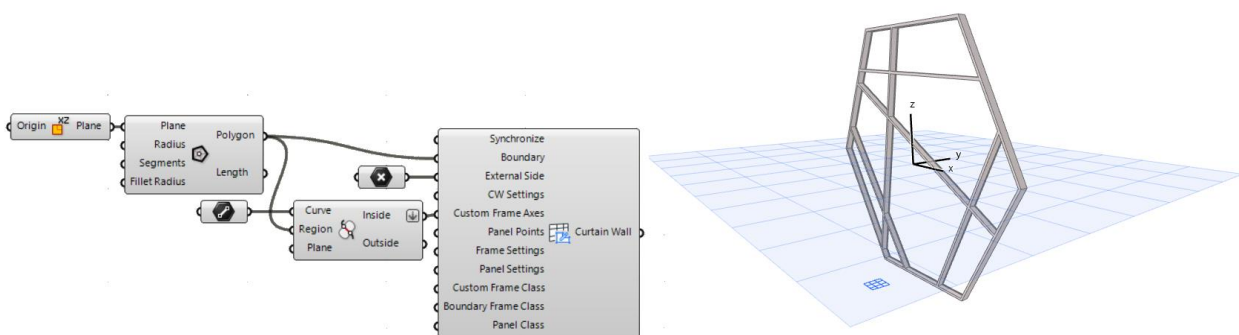 Origin XZ Plane
Plane
Radius
Segments
Fillet Radius
Polygon
Length
Curve
Region
Plane
Inside
Outside
Synchronize
Boundary
External Side
CW Settings
Custom Frame Axes
Panel Points
Frame Settings
Panel Settings
Custom Frame Class
Boundary Frame Class
Panel Class
Curtain Wall
z
y
x